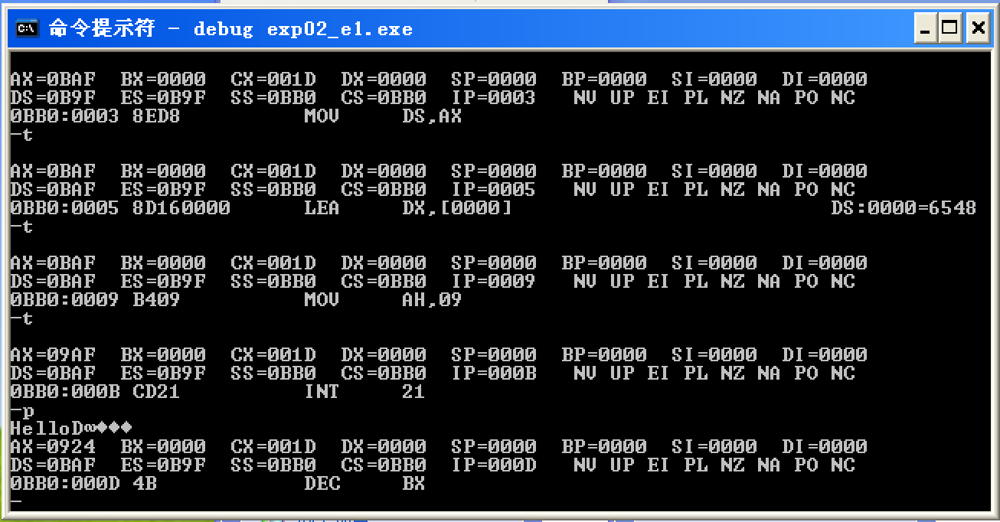 命令提示符 - debug exp02_e1.exe
AX=0BAF BX=0000 CX=001D DX=0000 SP=0000 BP=0000 SI=0000 DI=0000
DS=0B9F ES=0B9F SS=0BB0 CS=0BB0 IP=0003 NV UP EI PL NZ NA PO NC
0BB0:0003 8ED8 MOV DS,AX
-t
AX=0BAF BX=0000 CX=001D DX=0000 SP=0000 BP=0000 SI=0000 DI=0000
DS=0BAF ES=0B9F SS=0BB0 CS=0BB0 IP=0005 NV UP EI PL NZ NA PO NC
0BB0:0005 8D160000 LEA DX,[0000] DS:0000=6548
-t
AX=0BAF BX=0000 CX=001D DX=0000 SP=0000 BP=0000 SI=0000 DI=0000
DS=0BAF ES=0B9F SS=0BB0 CS=0BB0 IP=0009 NV UP EI PL NZ NA PO NC
0BB0:0009 B409 MOV AH,09
-t
AX=09AF BX=0000 CX=001D DX=0000 SP=0000 BP=0000 SI=0000 DI=0000
DS=0BAF ES=0B9F SS=0BB0 CS=0BB0 IP=000B NV UP EI PL NZ NA PO NC
0BB0:000B CD21 INT 21
-p
HelloD∞♦♦♦
AX=0924 BX=0000 CX=001D DX=0000 SP=0000 BP=0000 SI=0000 DI=0000
DS=0BAF ES=0B9F SS=0BB0 CS=0BB0 IP=000D NV UP EI PL NZ NA PO NC
0BB0:000D 4B DEC BX
-